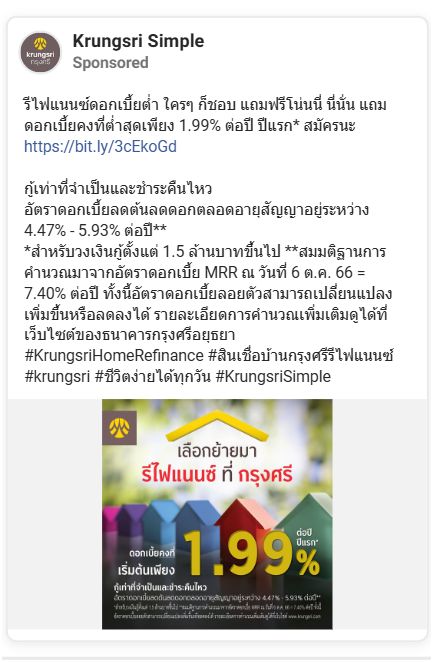 Krungsri Simple
Sponsored
krungsri
กรุงศรี
รีไฟแนนซ์ดอกเบี้ยต่ำ ใครๆ ก็ชอบ แถมฟรีโน่นนี่ นี่นั่น แถม
ดอกเบี้ยคงที่ต่ำสุดเพียง 1.99% ต่อปี ปีแรก* สมัครนะ
https://bit.ly/3cEkoGd
กู้เท่าที่จำเป็นและชำระคืนไหว
อัตราดอกเบี้ยลดต้นลดดอกตลอดอายุสัญญาอยู่ระหว่าง
4.47% - 5.93% ต่อปี**
*สำหรับวงเงินกู้ตั้งแต่ 1.5 ล้านบาทขึ้นไป **สมมติฐานการ
คำนวณมาจากอัตราดอกเบี้ย MRR ณ วันที่ 6 ต.ค. 66 =
7.40% ต่อปี ทั้งนี้อัตราดอกเบี้ยลอยตัวสามารถเปลี่ยนแปลง
เพิ่มขึ้นหรือลดลงได้ รายละเอียดการคำนวณเพิ่มเติมดูได้ที่
เว็บไซต์ของธนาคารกรุงศรีอยุธยา
#KrungsriHomeRefinance #สินเชื่อบ้านกรุงศรีรีไฟแนนซ์
#krungsri #ชีวิตง่ายได้ทุกวัน #KrungsriSimple
เลือกย้ายมา
รีไฟแนนซ์ ที่ กรุงศรี
ดอกเบี้ยคงที่
เริ่มต้นเพียง
1.99%
ต่อปี
ปีแรก*
กู้เท่าที่จำเป็นและชำระคืนไหว
อัตราดอกเบี้ยลดต้นลดดอกตลอดอายุสัญญาอยู่ระหว่าง 4.47% - 5.93% ต่อปี**